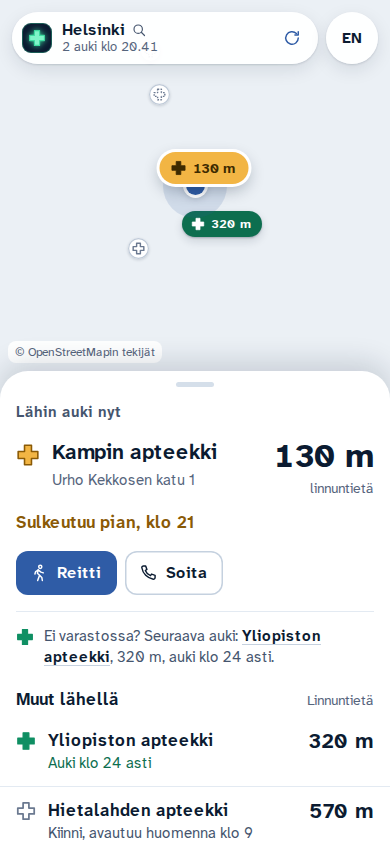 Helsinki
2 auki klo 20.41
EN
130 m
320 m
© OpenStreetMapin tekijät
Lähin auki nyt
Kampin apteekki
130 m
Urho Kekkosen katu 1
linnuntietä
Sulkeutuu pian, klo 21
Reitti
Soita
Ei varastossa? Seuraava auki: Yliopiston
apteekki, 320 m, auki klo 24 asti.
Muut lähellä
Linnuntietä
Yliopiston apteekki
320 m
Auki klo 24 asti
Hietalahden apteekki
570 m
Kiinni, avautuu huomenna klo 9